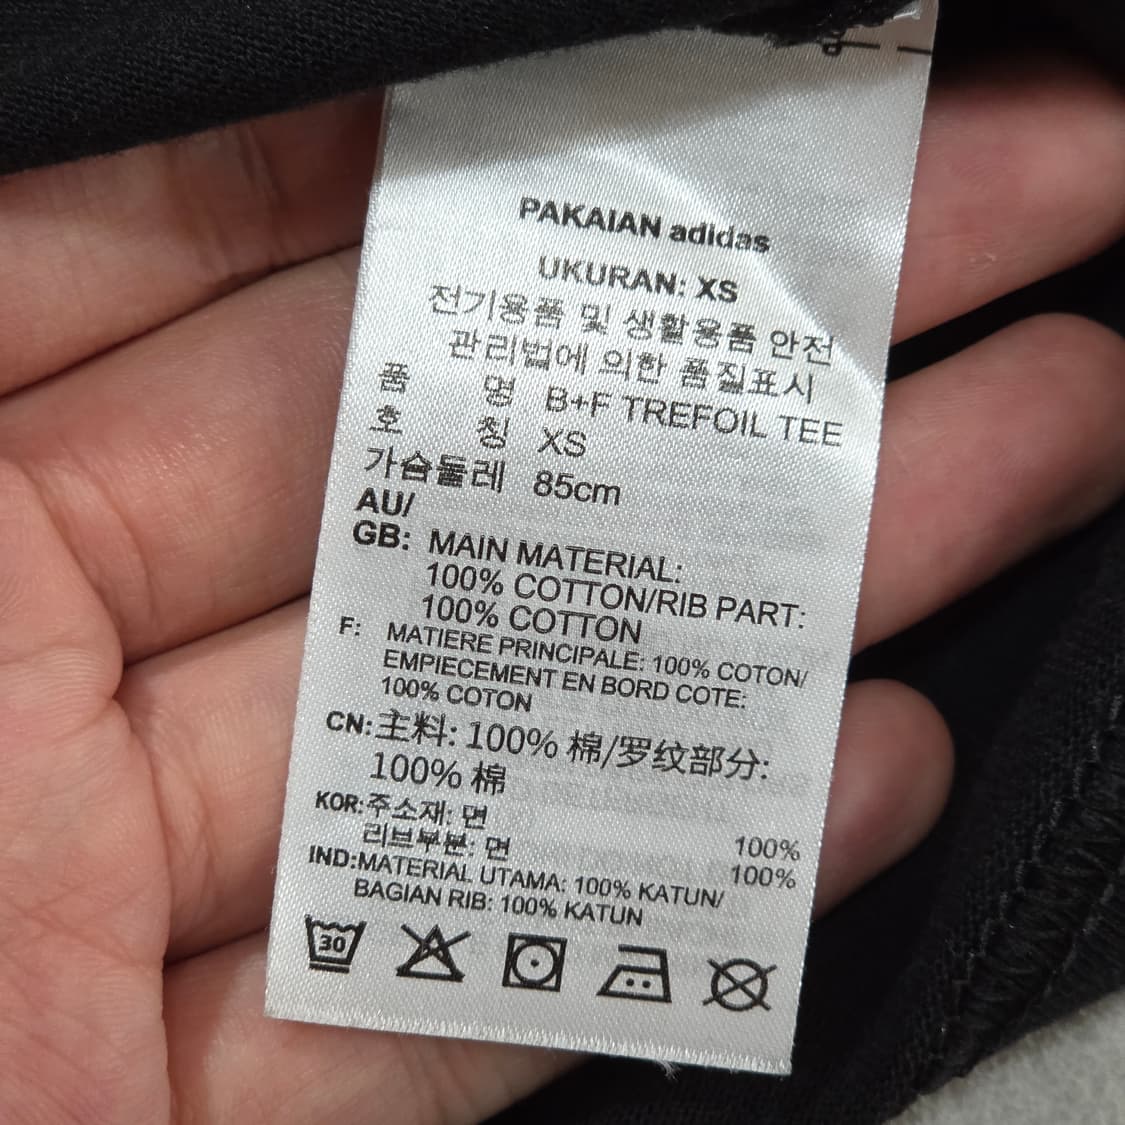 PAKAIAN adidas
UKURAN: XS
전기용품 및 생활용품 안전
관리법에 의한 품질표시
품 명 B+F TREFOIL TEE
호 칭 XS
가슴둘레 85cm
AU/
GB: MAIN MATERIAL:
100% COTTON/RIB PART:
100% COTTON
F: MATIERE PRINCIPALE: 100% COTON/
EMPIECEMENT EN BORD COTE:
100% COTON
CN: 主料: 100% 棉/罗纹部分:
100% 棉
KOR: 주소재: 면 100%
리브부분: 면 100%
IND: MATERIAL UTAMA: 100% KATUN/
BAGIAN RIB: 100% KATUN
30